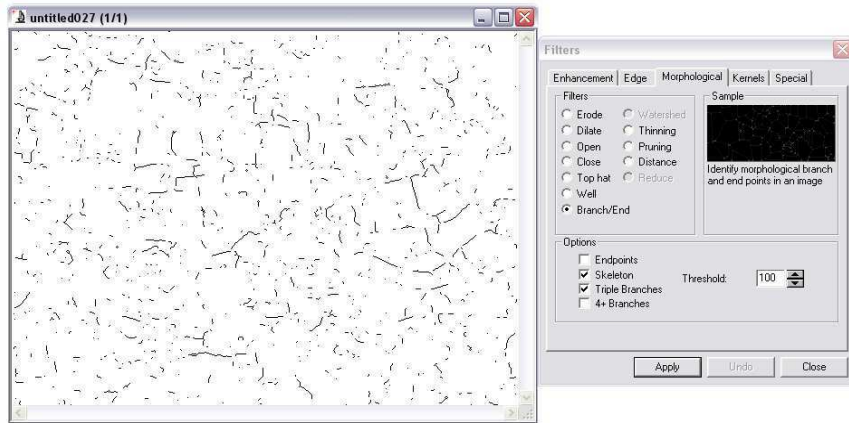 untitled027 (1/1)
Filters
Enhancement Edge Morphological Kernels Special
Filters
Erode Watershed
Dilate Thinning
Open Pruning
Close Distance
Top hat Reduce
Well
Branch/End
Sample
Identify morphological branch
and end points in an image
Options
Endpoints
Skeleton
Triple Branches
4+ Branches
Threshold: 100
Apply Undo Close